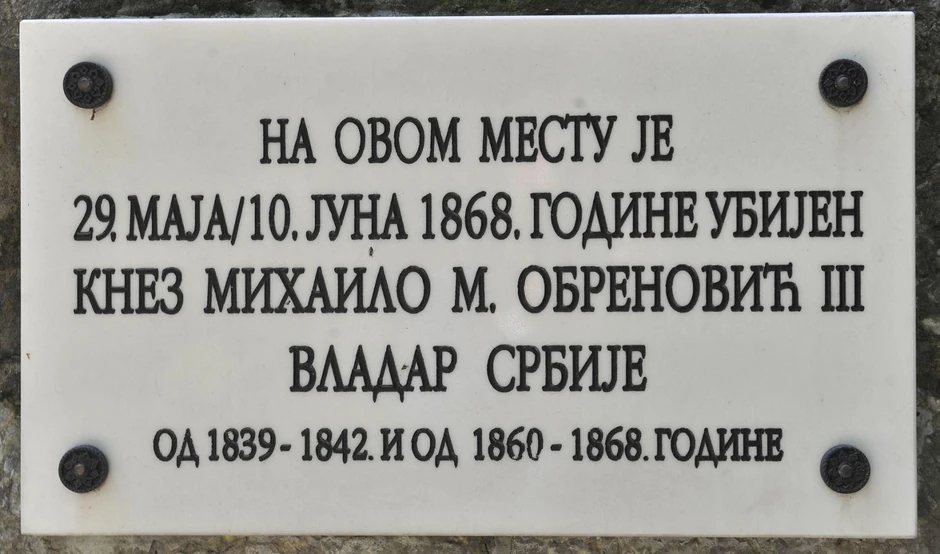 НА ОВОМ МЕСТУ ЈЕ
29. МАЈА/10. ЈУНА 1868. ГОДИНЕ УБИЈЕН
КНЕЗ МИХАИЛО М. ОБРЕНОВИЋ III
ВЛАДАР СРБИЈЕ
ОД 1839 - 1842. И ОД 1860 - 1868. ГОДИНЕ